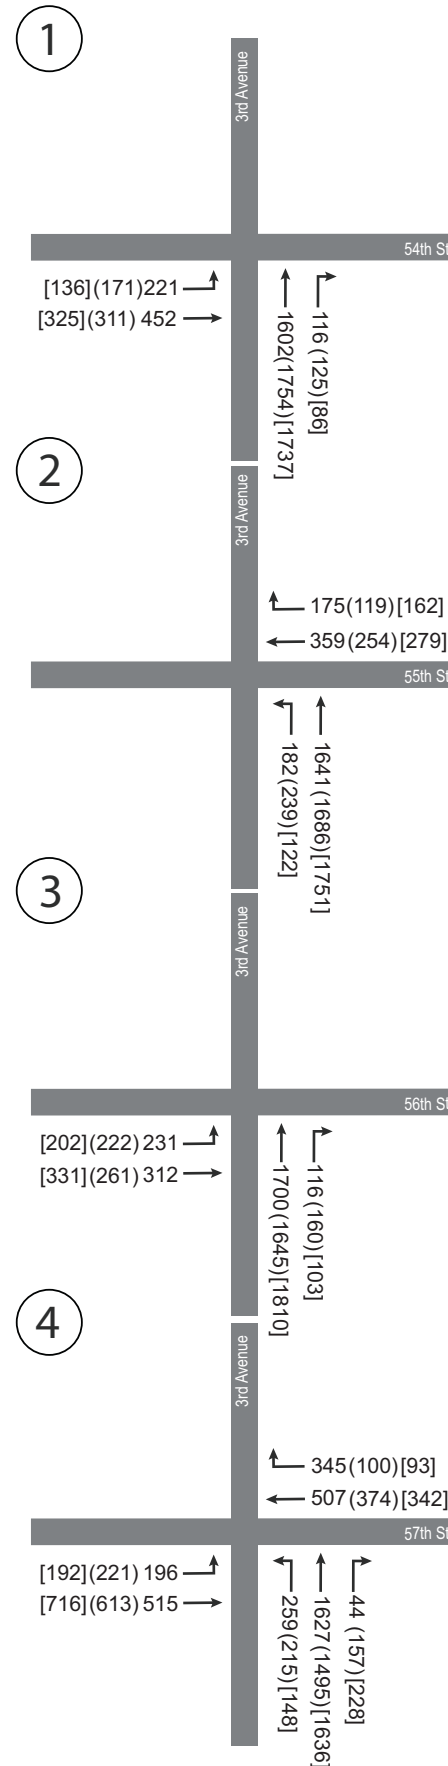 1
3rd Avenue
54th St
[136](171)221
[325](311) 452
1602(1754)[1737]
116 (125)[86]
2
3rd Avenue
175(119)[162]
359(254)[279]
55th St
182(239)[122]
1641(1686)[1751]
3
3rd Avenue
56th St
[202](222) 231
[331](261) 312
1700(1645)[1810]
116(160)[103]
4
3rd Avenue
345(100)[93]
507(374)[342]
57th St
[192](221) 196
[716](613) 515
259(215)[148]
1627(1495)[1636]
44 (157)[228]